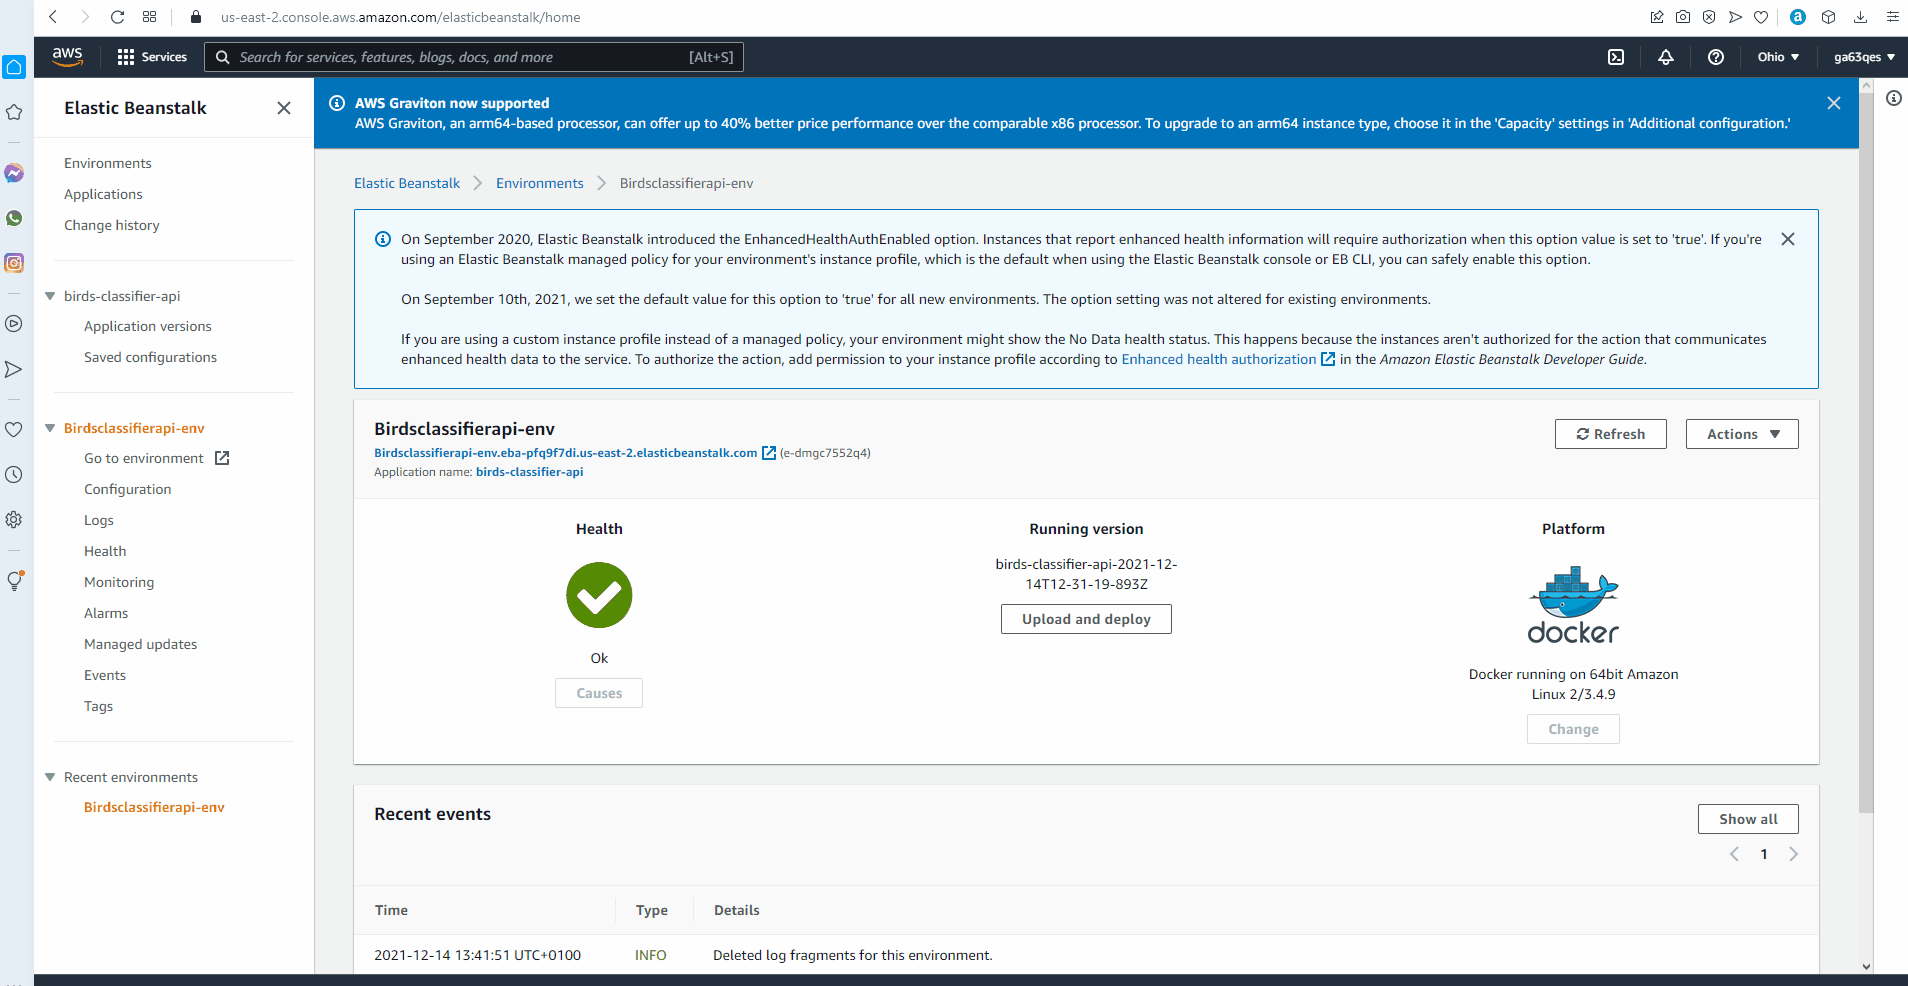 us-east-2.console.aws.amazon.com/elasticbeanstalk/home
aws
Services
Search for services, features, blogs, docs, and more
[Alt+S]
Ohio
ga63qes
Elastic Beanstalk
Environments
Applications
Change history
birds-classifier-api
Application versions
Saved configurations
Birdsclassifierapi-env
Go to environment
Configuration
Logs
Health
Monitoring
Alarms
Managed updates
Events
Tags
Recent environments
Birdsclassifierapi-env
AWS Graviton now supported
AWS Graviton, an arm64-based processor, can offer up to 40% better price performance over the comparable x86 processor. To upgrade to an arm64 instance type, choose it in the 'Capacity' settings in 'Additional configuration.'
Elastic Beanstalk
Environments
Birdsclassifierapi-env
On September 2020, Elastic Beanstalk introduced the EnhancedHealthAuthEnabled option. Instances that report enhanced health information will require authorization when this option value is set to 'true'. If you're
using an Elastic Beanstalk managed policy for your environment's instance profile, which is the default when using the Elastic Beanstalk console or EB CLI, you can safely enable this option.
On September 10th, 2021, we set the default value for this option to 'true' for all new environments. The option setting was not altered for existing environments.
If you are using a custom instance profile instead of a managed policy, your environment might show the No Data health status. This happens because the instances aren't authorized for the action that communicates
enhanced health data to the service. To authorize the action, add permission to your instance profile according to Enhanced health authorization in the Amazon Elastic Beanstalk Developer Guide.
Birdsclassifierapi-env
Birdsclassifierapi-env.eba-pfq9f7di.us-east-2.elasticbeanstalk.com (e-dmgc7552q4)
Application name: birds-classifier-api
Refresh
Actions
Health
Ok
Causes
Running version
birds-classifier-api-2021-12-
14T12-31-19-893Z
Upload and deploy
Platform
docker
Docker running on 64bit Amazon
Linux 2/3.4.9
Change
Recent events
Show all
1
Time Type Details
2021-12-14 13:41:51 UTC+0100 INFO Deleted log fragments for this environment.